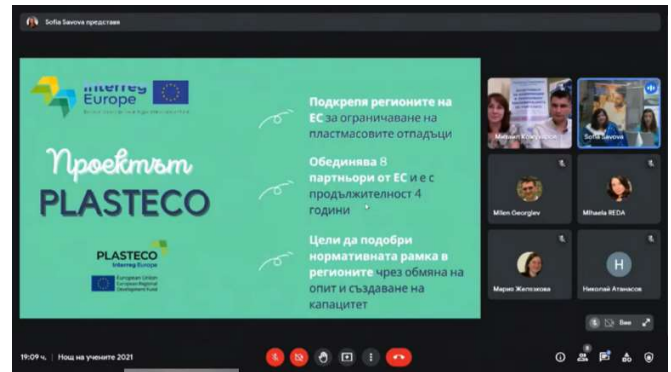 Sofia Savova представя
Interreg
Europe
Проектът
PLASTECO
PLASTECO
Interreg Europe
European Union
European Regional
Development Fund
Подкрепя регионите на
ЕС за ограничаване на
пластмасовите отпадъци
Обединява 8
партньори от ЕС и е с
продължителност 4
години
Цели да подобри
нормативната рамка в
регионите чрез обмяна на
опит и създаване на
капацитет
Sofia Savova
Milen Georgiev
Mihaela REDA
Мария Желязкова
Н
Николай Атанасов
Вие
19:09 ч. | Нощ на учените 2021